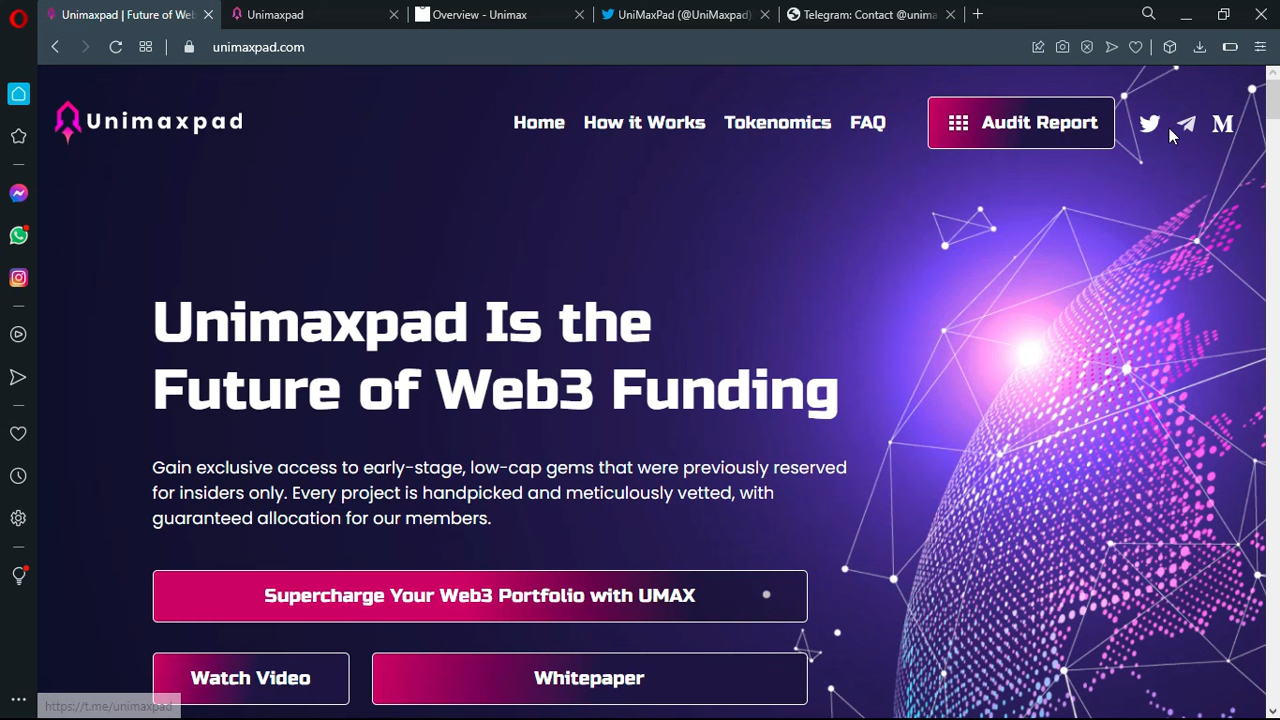 Unimaxpad | Future of We
Unimaxpad
Overview - Unimax
UniMaxPad (@UniMaxpad)
Telegram: Contact @unima
unimaxpad.com
Unimaxpad
Home
How it Works
Tokenomics
FAQ
Audit Report
Unimaxpad Is the
Future of Web3 Funding
Gain exclusive access to early-stage, low-cap gems that were previously reserved
for insiders only. Every project is handpicked and meticulously vetted, with
guaranteed allocation for our members.
Supercharge Your Web3 Portfolio with UMAX
Watch Video
Whitepaper
https://t.me/unimaxpad